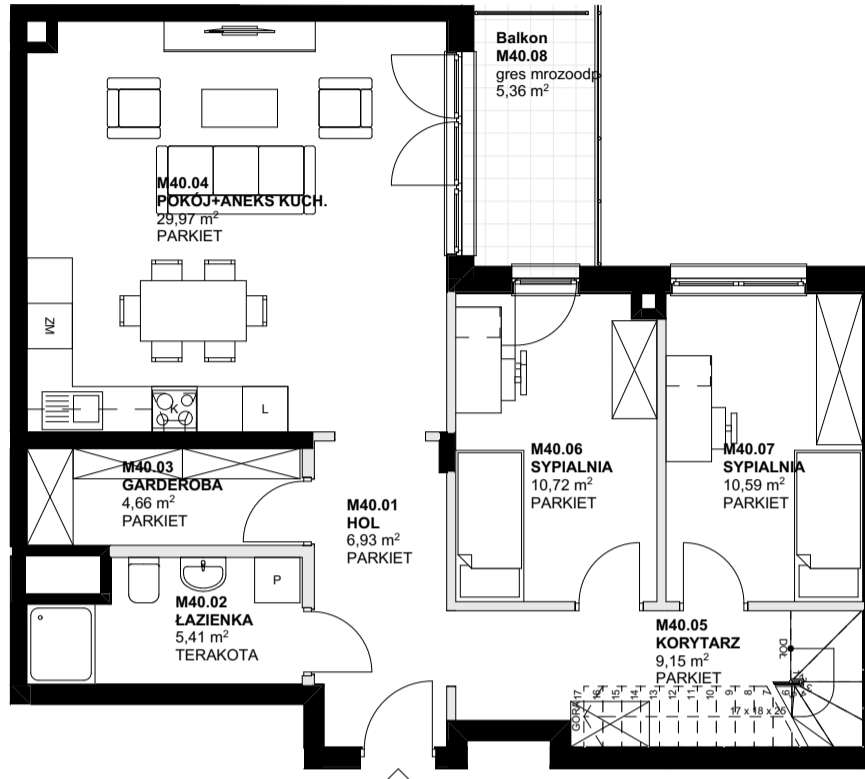 Balkon
M40.08
gres mrozoodp
5,36 m²
M40.04
POKÓJ+ANEKS KUCH.
29,97 m²
PARKIET
ZM
K
L
M40.03
GARDEROBA
4,66 m²
PARKIET
M40.01
HOL
6,93 m²
PARKIET
M40.06
SYPIALNIA
10,72 m²
PARKIET
M40.07
SYPIALNIA
10,59 m²
PARKIET
P
M40.02
ŁAZIENKA
5,41 m²
TERAKOTA
M40.05
KORYTARZ
9,15 m²
PARKIET
DÓŁ
GÓRA
17
16
15
14
13
12
11
10
9
8
7
6
17 x 18 x 25